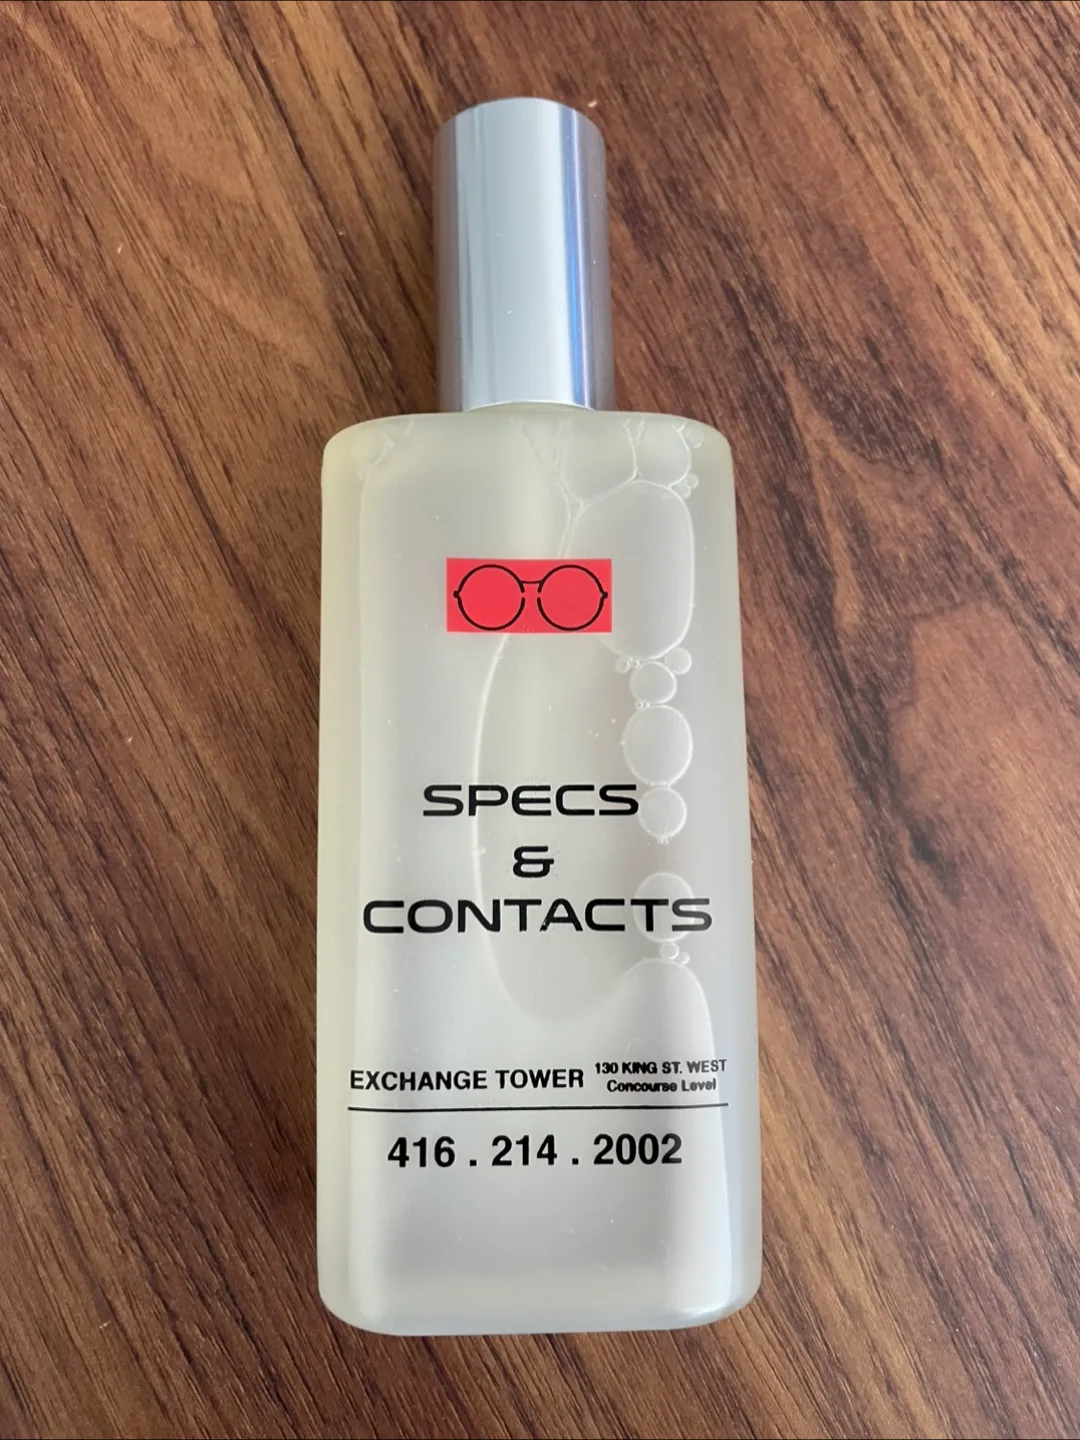 SPECS
&
CONTACTS
EXCHANGE TOWER 130 KING ST. WEST
Concourse Level
416 . 214 . 2002